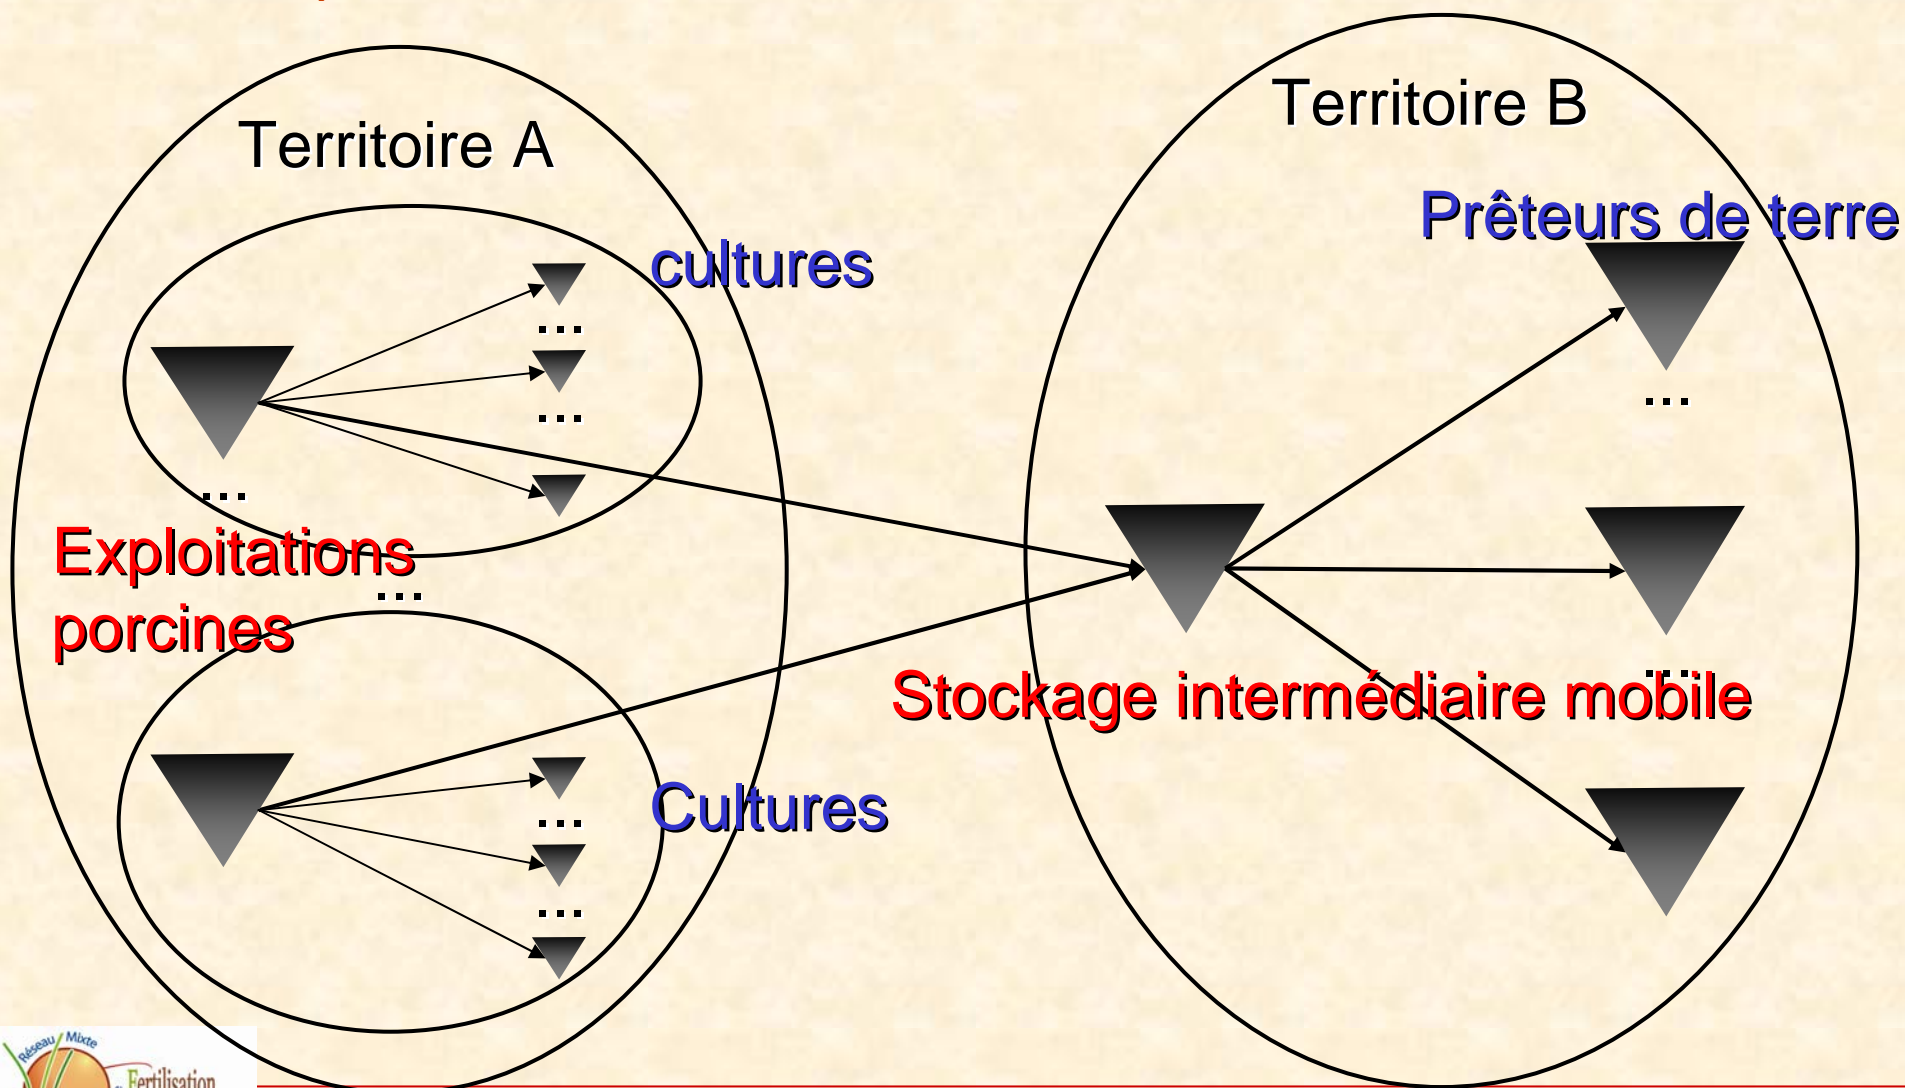 Territoire A
Territoire B
Prêteurs de terre
cultures
...
...
...
...
Exploitations
porcines
...
...
Stockage intermédiaire mobile
Cultures
...
...
Réseau Mixte
Fertilisation